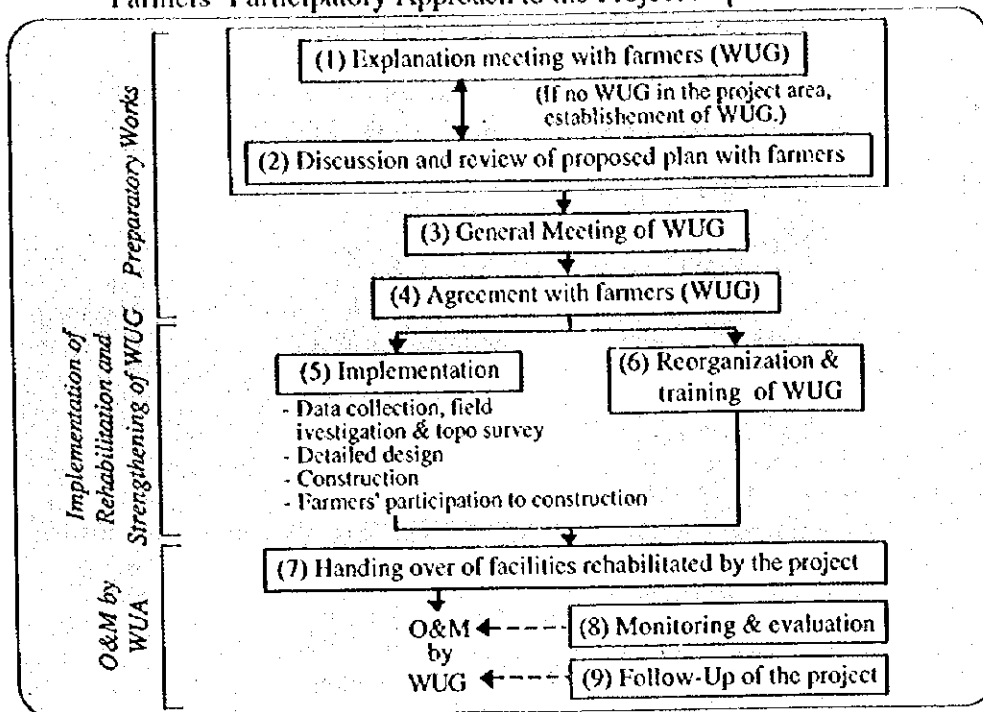 Farmers' Participatory Approach to the Project
(1) Explanation meeting with farmers (WUG)
(If no WUG in the project area,
establishement of WUG.)
(2) Discussion and review of proposed plan with farmers
(3) General Meeting of WUG
(4) Agreement with farmers (WUG)
Preparatory Works
(5) Implementation
- Data collection, field
ivestigation & topo survey
- Detailed design
- Construction
- Farmers' participation to construction
(6) Reorganization &
training of WUG
Implementation of
Rehabilitation and
Strengthening of WUG
(7) Handing over of facilities rehabilitated by the project
O&M
by
WUG
(8) Monitoring & evaluation
(9) Follow-Up of the project
O&M by
WUA